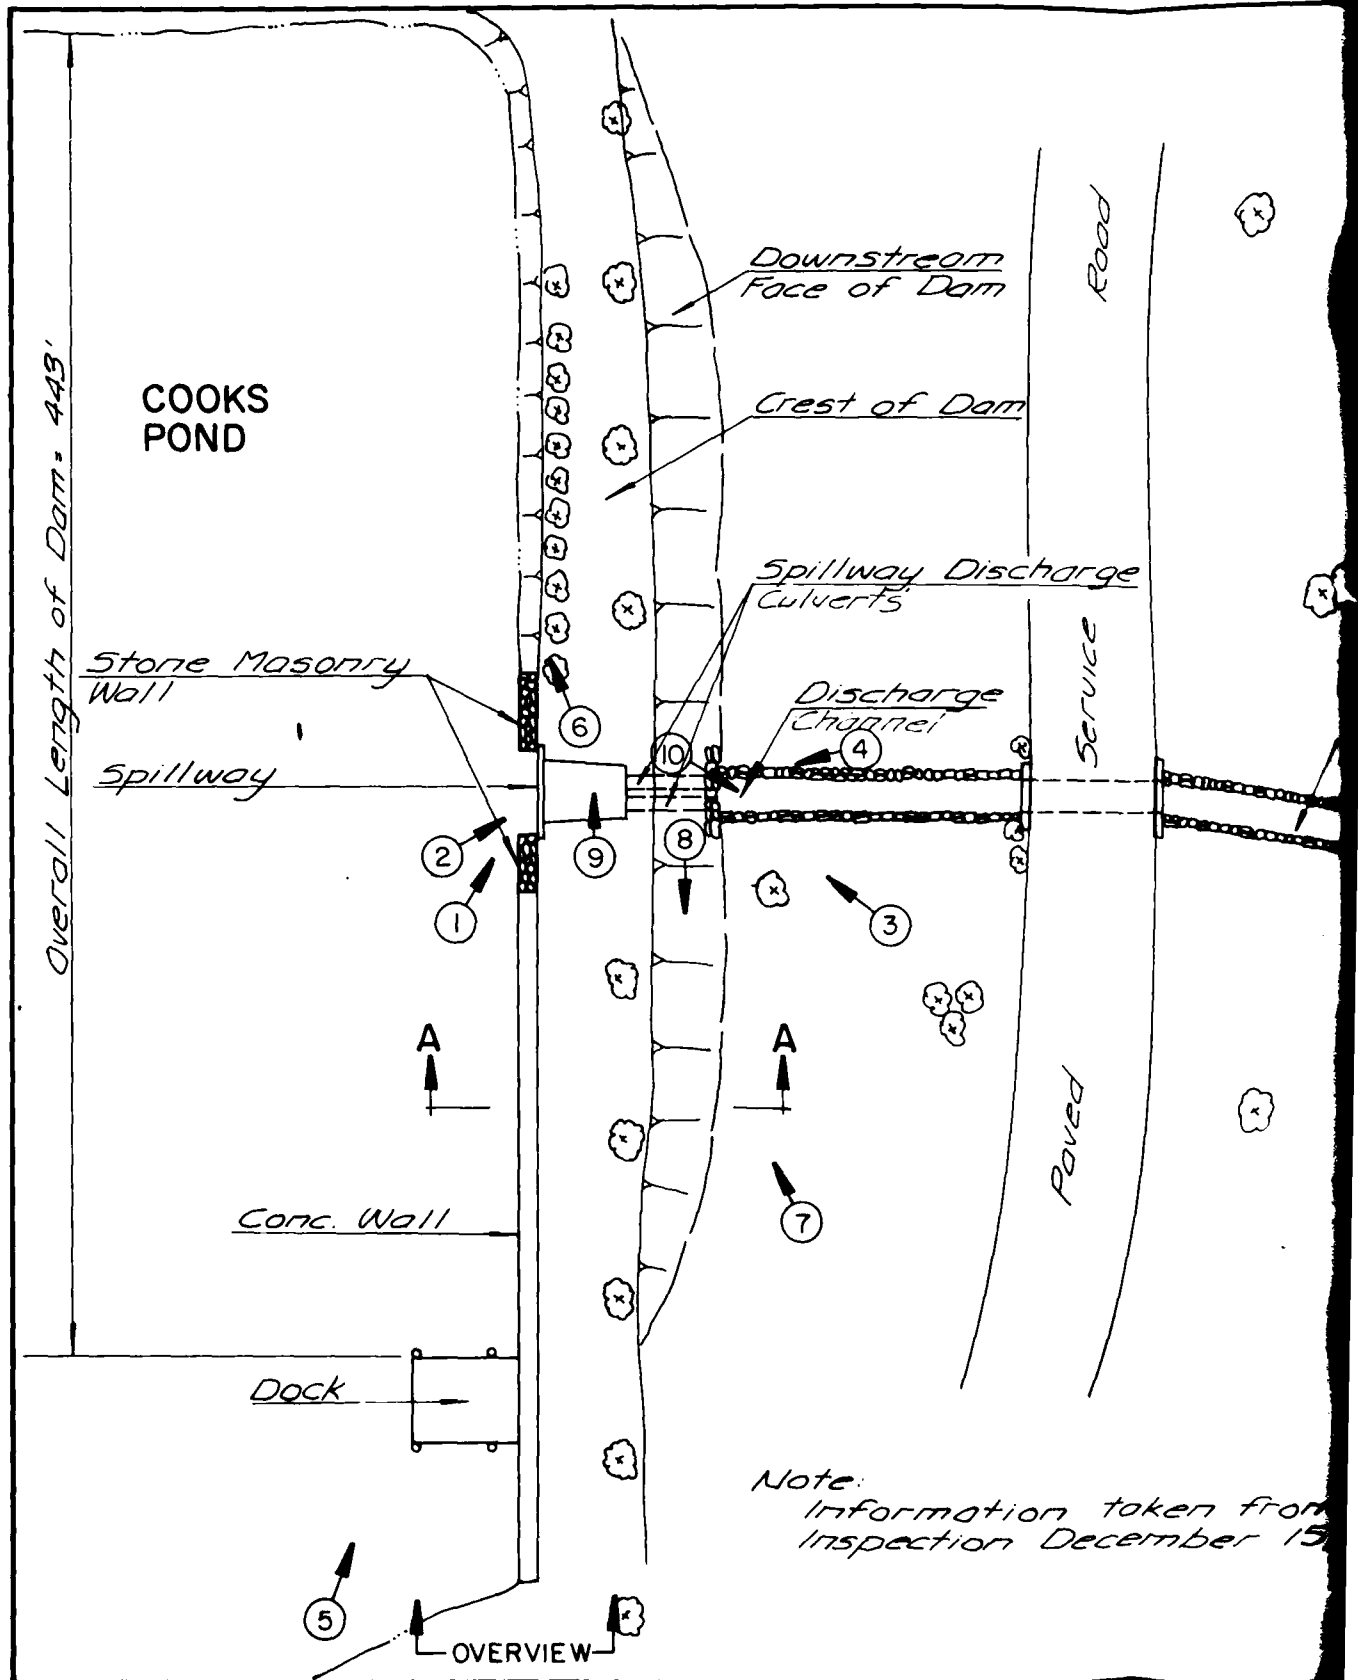 Road
Downstream
Face of Dam
Overall Length of Dam = 443'
COOKS
POND
Crest of Dam
Spillway Discharge
Culverts
Stone Masonry
Wall
Discharge
Channel
Service
6
10
4
Spillway
2
9
8
1
3
A
A
Paved
Conc. Wall
7
Dock
Note:
Information taken from
Inspection December 15
5
OVERVIEW